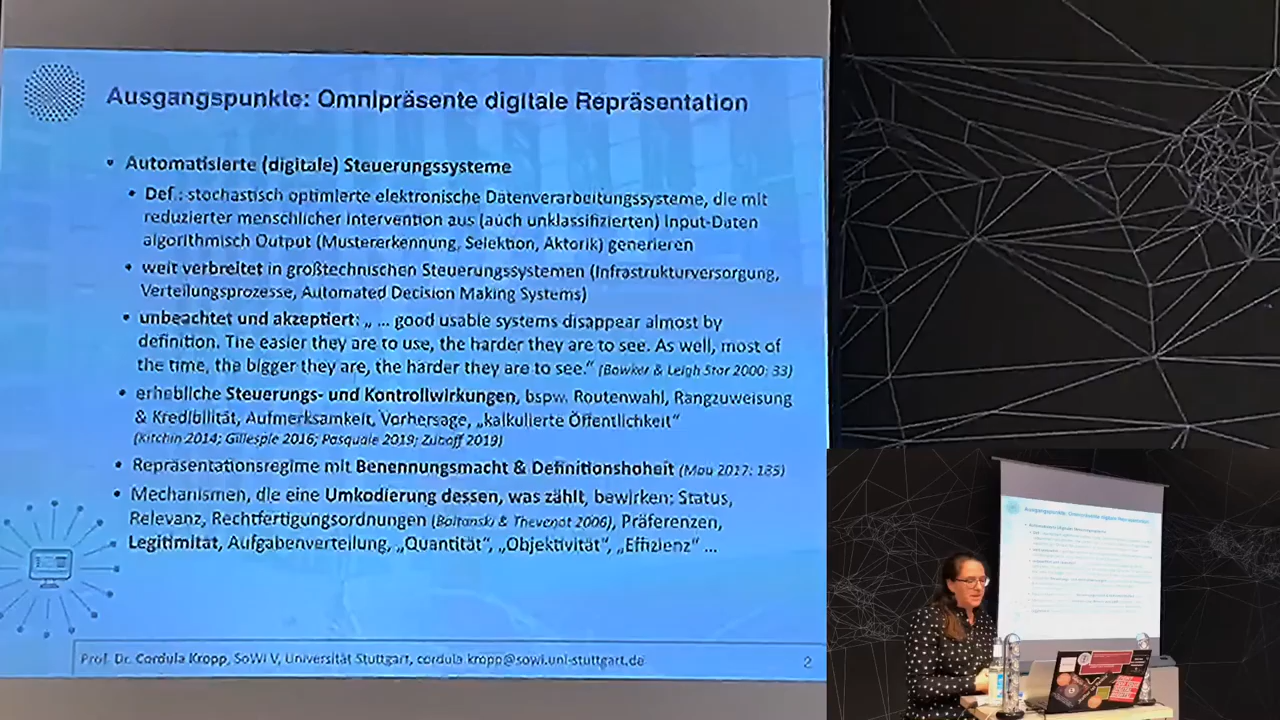 Ausgangspunkte: Omnipräsente digitale Repräsentation
• Automatisierte (digitale) Steuerungssysteme
• Def.: stochastisch optimierte elektronische Datenverarbeitungssysteme, die mit
reduzierter menschlicher Intervention aus (auch unklassifizierten) Input-Daten
algorithmisch Output (Mustererkennung, Selektion, Aktorik) generieren
• weit verbreitet in großtechnischen Steuerungssystemen (Infrastrukturversorgung,
Verteilungsprozesse, Automated Decision Making Systems)
• unbeachtet und akzeptiert: „ … good usable systems disappear almost by
definition. The easier they are to use, the harder they are to see. As well, most of
the time, the bigger they are, the harder they are to see.“ (Bowker & Leigh Star 2000: 33)
• erhebliche Steuerungs- und Kontrollwirkungen, bspw. Routenwahl, Rangzuweisung
& Kredibilität, Aufmerksamkeit, Vorhersage, „kalkulierte Öffentlichkeit“
(Kitchin 2014; Gillespie 2016; Pasquale 2019; Zuboff 2019)
• Repräsentationsregime mit Benennungsmacht & Definitionshoheit (Mau 2017: 185)
• Mechanismen, die eine Umkodierung dessen, was zählt, bewirken: Status,
Relevanz, Rechtfertigungsordnungen (Boltanski & Thevenot 2006), Präferenzen,
Legitimität, Aufgabenverteilung, „Quantität“, „Objektivität“, „Effizienz“ …
Prof. Dr. Cordula Kropp, SoWi V, Universität Stuttgart, cordula.kropp@sowi.uni-stuttgart.de 2
Ausgangspunkte: Omnipräsente digitale Repräsentation